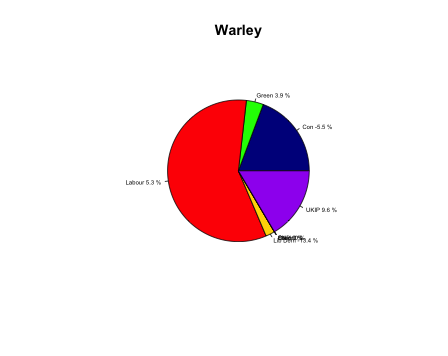 Warley
Green 3.9 %
Con -5.5 %
Labour 5.3 %
UKIP 9.6 %
Lib Dem -13.4 %